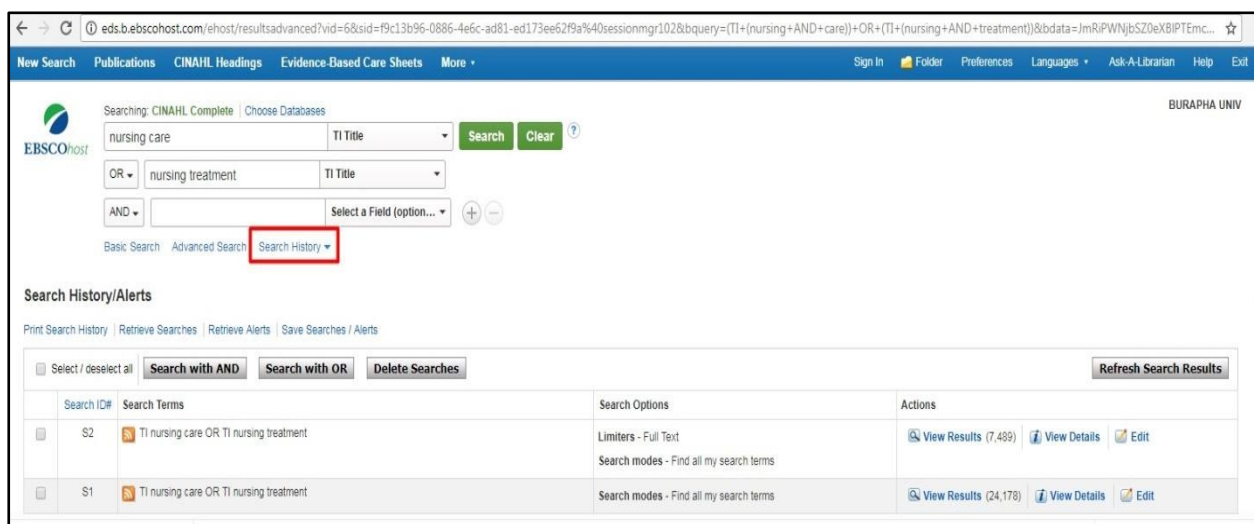 eds.b.ebscohost.com/ehost/resultsadvanced?vid=6&sid=f9c13b96-0886-4e6c-ad81-ed173ee62f9a%40sessionmgr102&bquery=(TI+(nursing+AND+care))+OR+(TI+(nursing+AND+treatment))&bdata=JmRiPWNjbSZ0eXBlPTEmc...
New Search Publications CINAHL Headings Evidence-Based Care Sheets More Sign In Folder Preferences Languages Ask-A-Librarian Help Exit
Searching: CINAHL Complete Choose Databases BURAPHA UNIV
nursing care TI Title Search Clear ?
EBSCOhost
OR nursing treatment TI Title
AND Select a Field (option... + −
Basic Search Advanced Search Search History
Search History/Alerts
Print Search History Retrieve Searches Retrieve Alerts Save Searches / Alerts
Select / deselect all Search with AND Search with OR Delete Searches Refresh Search Results
Search ID# Search Terms Search Options Actions
S2 TI nursing care OR TI nursing treatment Limiters - Full Text View Results (7,489) View Details Edit
Search modes - Find all my search terms
S1 TI nursing care OR TI nursing treatment Search modes - Find all my search terms View Results (24,178) View Details Edit